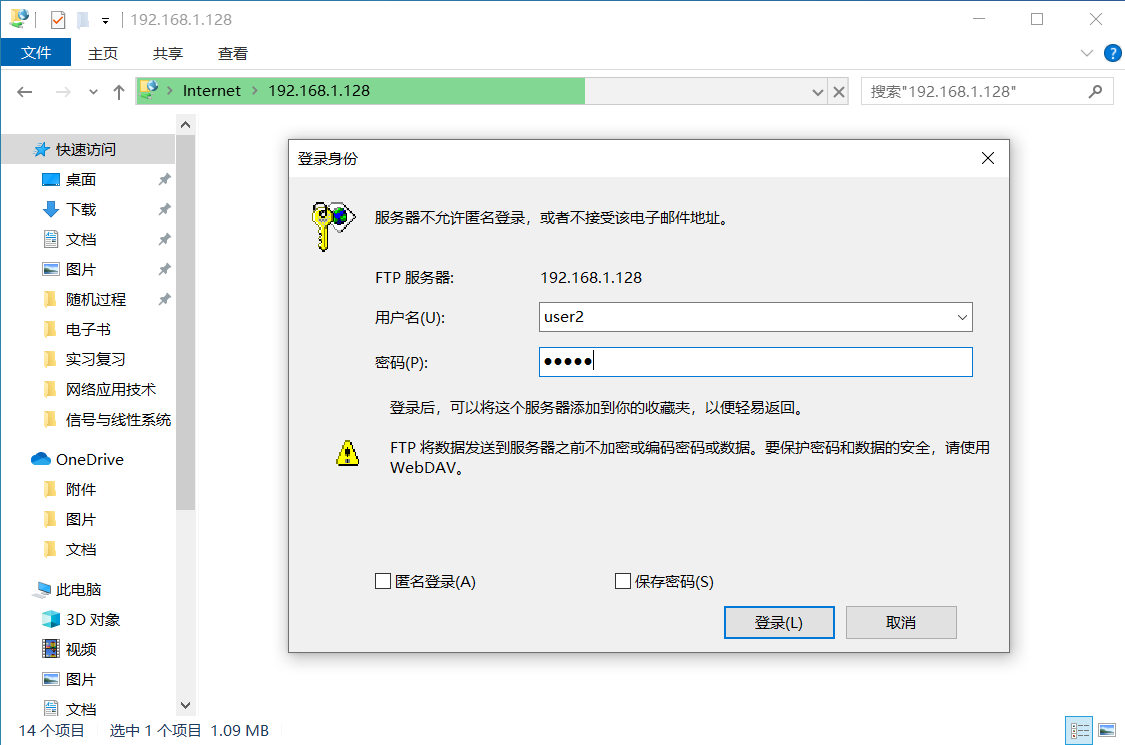 192.168.1.128
文件 主页 共享 查看
Internet 192.168.1.128 搜索"192.168.1.128"
快速访问
桌面
下载
文档
图片
随机过程
电子书
实习复习
网络应用技术
信号与线性系统
OneDrive
附件
图片
文档
此电脑
3D 对象
视频
图片
文档
登录身份
服务器不允许匿名登录，或者不接受该电子邮件地址。
FTP 服务器: 192.168.1.128
用户名(U): user2
密码(P): ●●●●●
登录后，可以将这个服务器添加到你的收藏夹，以便轻易返回。
FTP 将数据发送到服务器之前不加密或编码密码或数据。要保护密码和数据的安全，请使用
WebDAV。
匿名登录(A) 保存密码(S)
登录(L) 取消
14 个项目 选中 1 个项目 1.09 MB